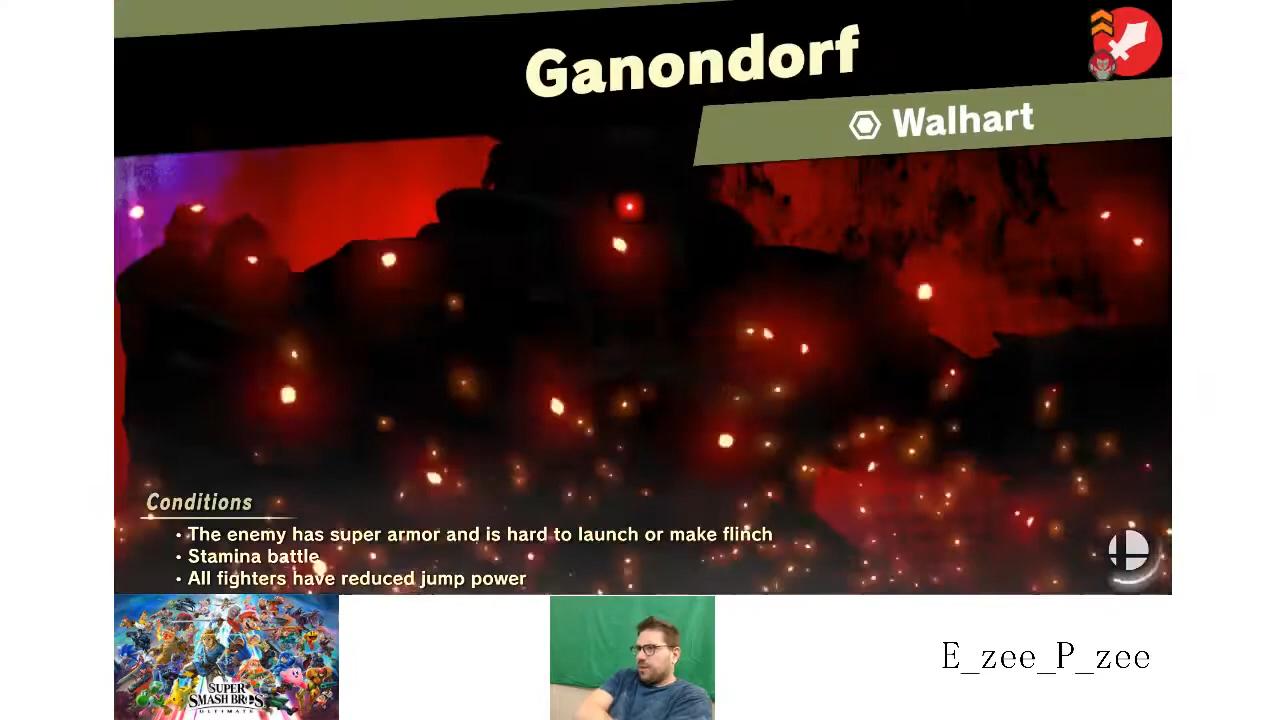 Ganondorf
Walhart
Conditions
• The enemy has super armor and is hard to launch or make flinch
• Stamina battle
• All fighters have reduced jump power
SUPER
SMASH BROS
ULTIMATE
E_zee_P_zee